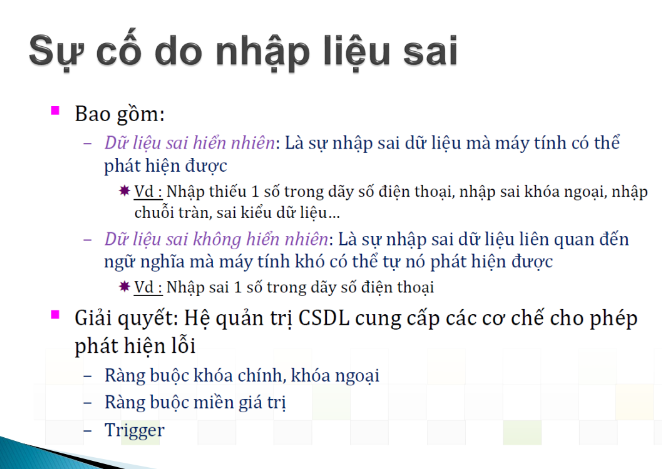 Sự cố do nhập liệu sai
Bao gồm:
– Dữ liệu sai hiển nhiên: Là sự nhập sai dữ liệu mà máy tính có thể
phát hiện được
Vd : Nhập thiếu 1 số trong dãy số điện thoại, nhập sai khóa ngoại, nhập
chuỗi tràn, sai kiểu dữ liệu…
– Dữ liệu sai không hiển nhiên: Là sự nhập sai dữ liệu liên quan đến
ngữ nghĩa mà máy tính khó có thể tự nó phát hiện được
Vd : Nhập sai 1 số trong dãy số điện thoại
Giải quyết: Hệ quản trị CSDL cung cấp các cơ chế cho phép
phát hiện lỗi
– Ràng buộc khóa chính, khóa ngoại
– Ràng buộc miền giá trị
– Trigger